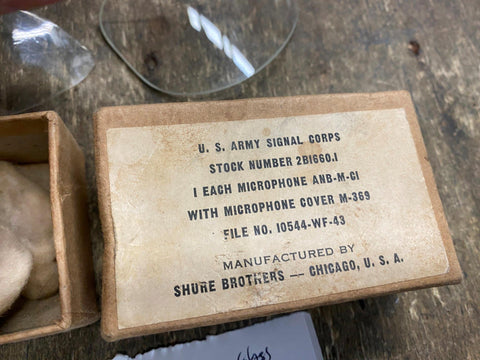 U. S. ARMY SIGNAL CORPS
STOCK NUMBER 2B1660.1
1 EACH MICROPHONE ANB-M-C1
WITH MICROPHONE COVER M-369
FILE NO. 10544-WF-43
MANUFACTURED BY
SHURE BROTHERS — CHICAGO, U. S. A.
glass